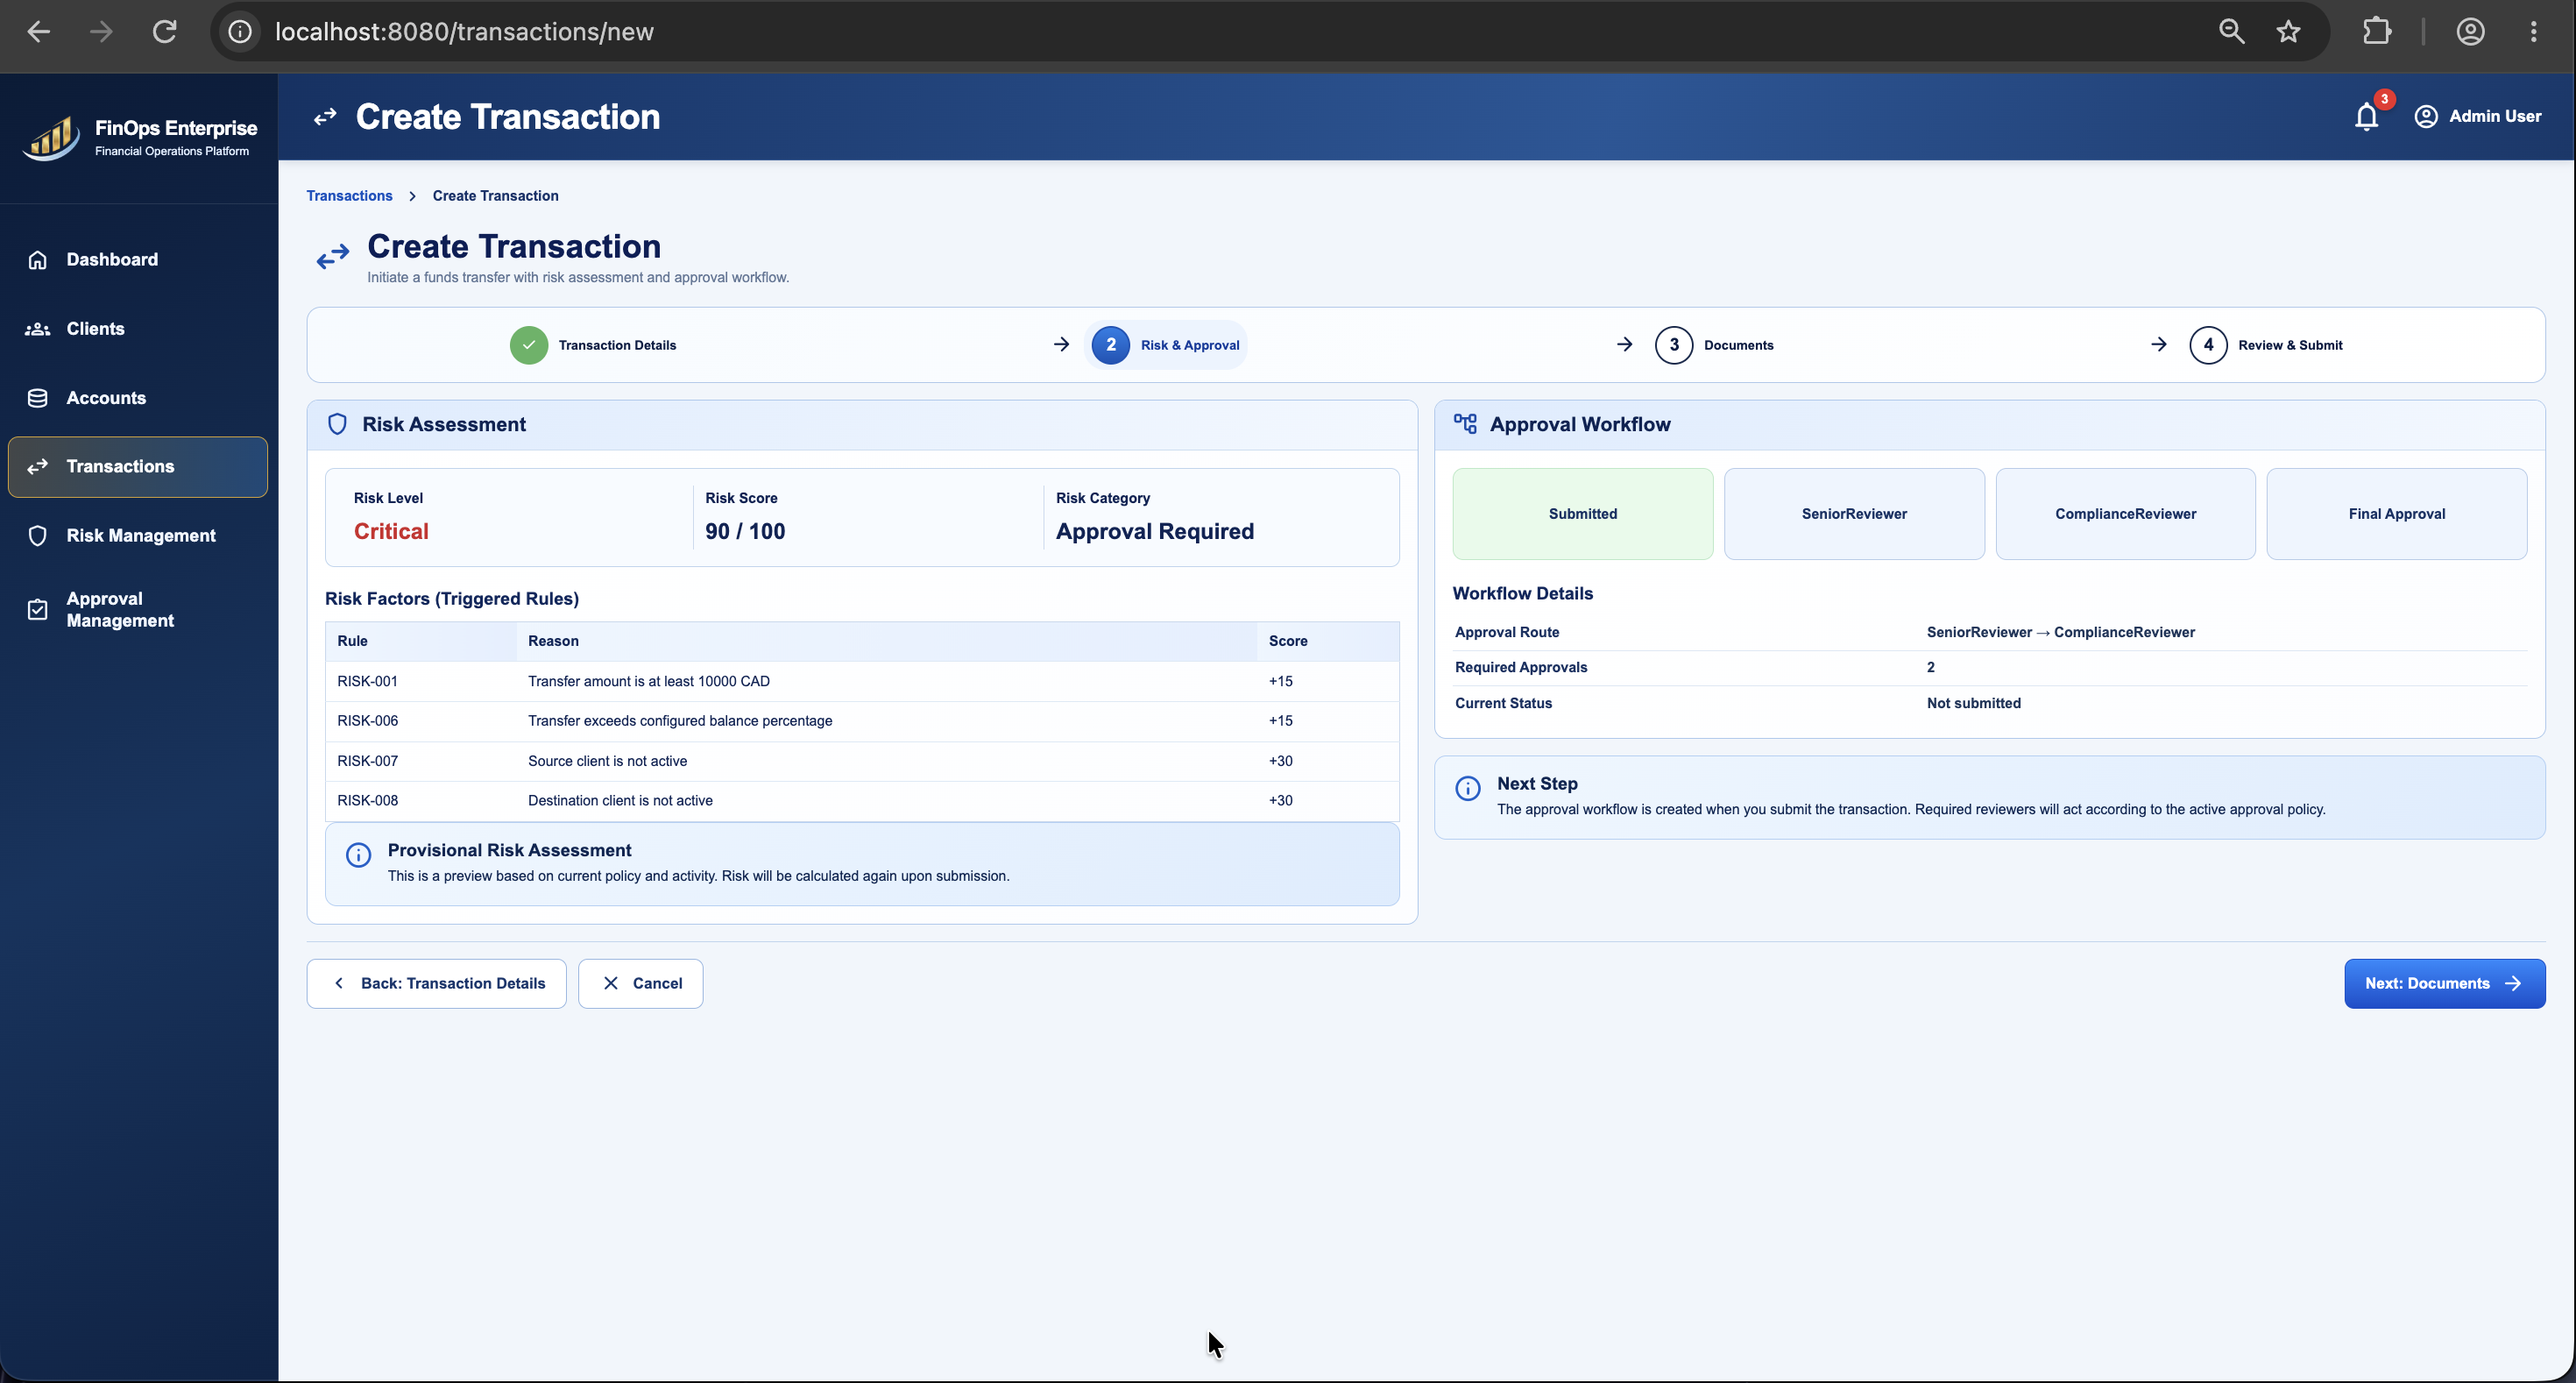 localhost:8080/transactions/new
FinOps Enterprise
Financial Operations Platform
Create Transaction
3
Admin User
Dashboard
Clients
Accounts
Transactions
Risk Management
Approval
Management
Transactions > Create Transaction
Create Transaction
Initiate a funds transfer with risk assessment and approval workflow.
Transaction Details
2 Risk & Approval
3 Documents
4 Review & Submit
Risk Assessment
Risk Level
Critical
Risk Score
90 / 100
Risk Category
Approval Required
Risk Factors (Triggered Rules)
Rule Reason Score
RISK-001 Transfer amount is at least 10000 CAD +15
RISK-006 Transfer exceeds configured balance percentage +15
RISK-007 Source client is not active +30
RISK-008 Destination client is not active +30
Provisional Risk Assessment
This is a preview based on current policy and activity. Risk will be calculated again upon submission.
Approval Workflow
Submitted
SeniorReviewer
ComplianceReviewer
Final Approval
Workflow Details
Approval Route SeniorReviewer → ComplianceReviewer
Required Approvals 2
Current Status Not submitted
Next Step
The approval workflow is created when you submit the transaction. Required reviewers will act according to the active approval policy.
Back: Transaction Details
Cancel
Next: Documents